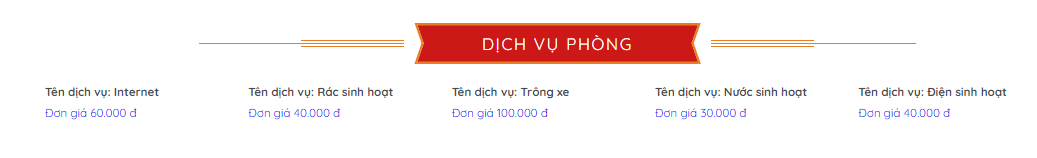 DỊCH VỤ PHÒNG
Tên dịch vụ: Internet
Đơn giá 60.000 đ
Tên dịch vụ: Rác sinh hoạt
Đơn giá 40.000 đ
Tên dịch vụ: Trông xe
Đơn giá 100.000 đ
Tên dịch vụ: Nước sinh hoạt
Đơn giá 30.000 đ
Tên dịch vụ: Điện sinh hoạt
Đơn giá 40.000 đ